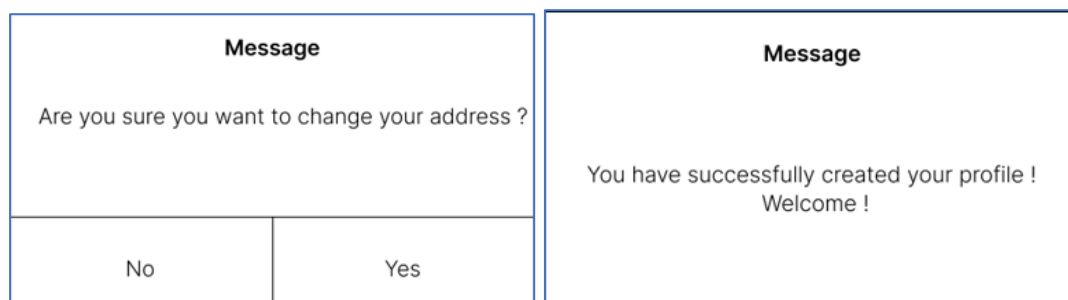 Message
Are you sure you want to change your address ?
No
Yes
Message
You have successfully created your profile !
Welcome !